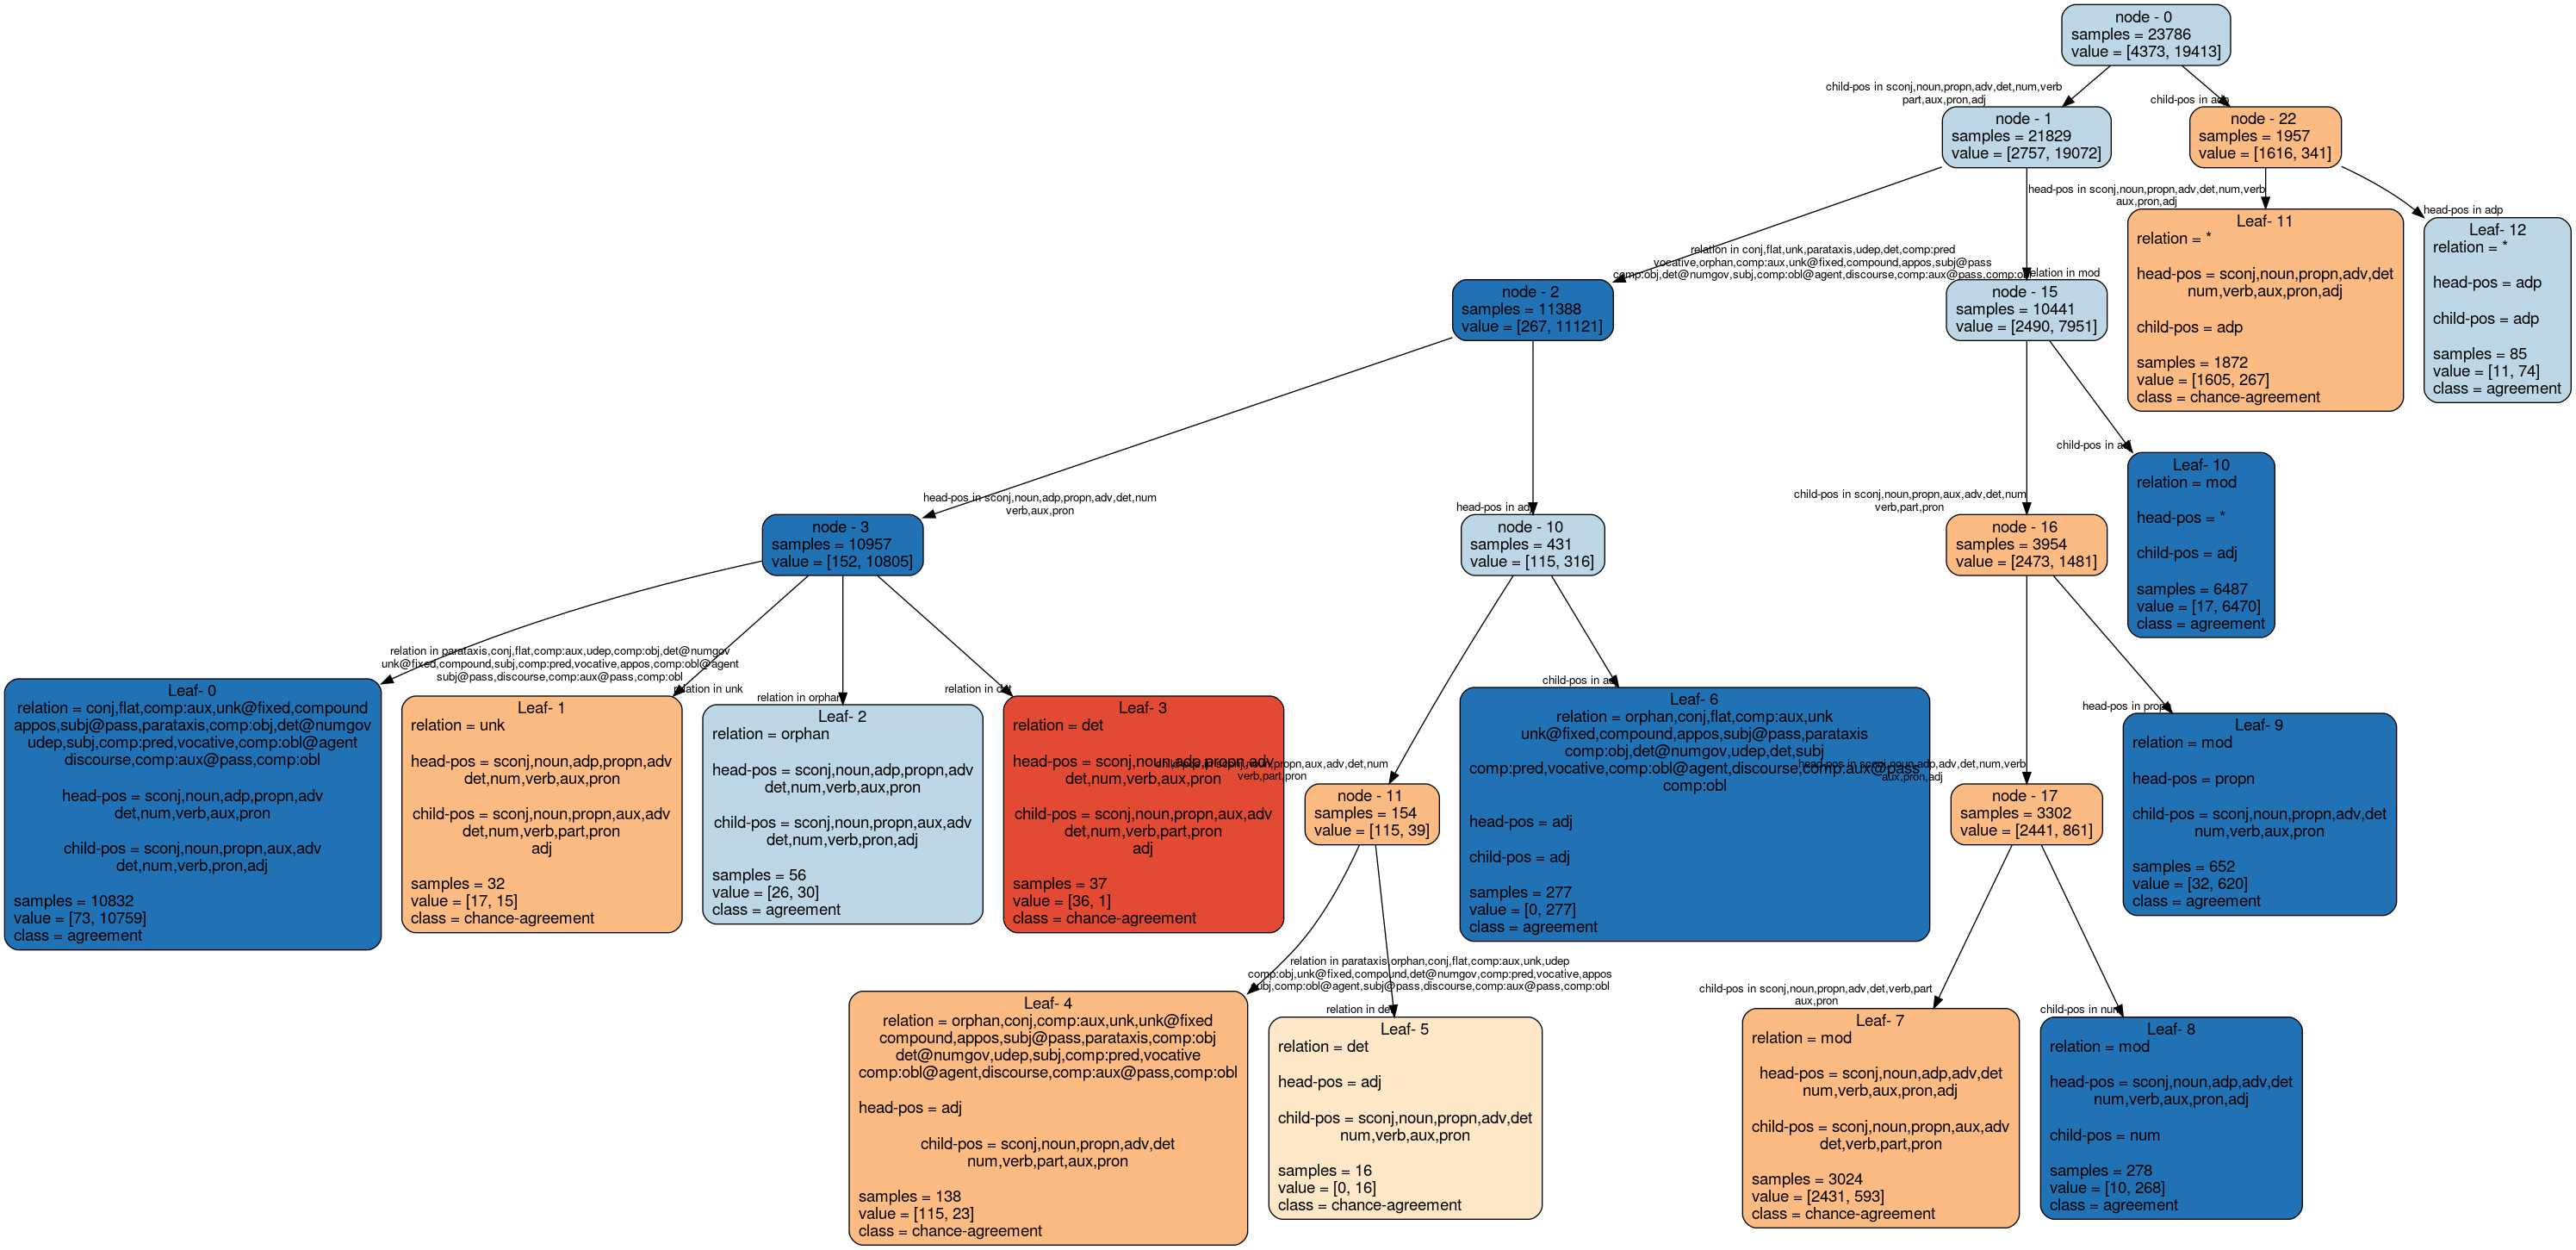 node - 0
samples = 23786
value = [4373, 19413]
child-pos in sconj,noun,propn,adv,det,num,verb
part,aux,pron,adj
child-pos in adp
node - 1
samples = 21829
value = [2757, 19072]
node - 22
samples = 1957
value = [1616, 341]
head-pos in sconj,noun,propn,adv,det,num,verb
aux,pron,adj
head-pos in adp
Leaf- 11
relation = *
head-pos = sconj,noun,propn,adv,det
num,verb,aux,pron,adj
child-pos = adp
samples = 1872
value = [1605, 267]
class = chance-agreement
Leaf- 12
relation = *
head-pos = adp
child-pos = adp
samples = 85
value = [11, 74]
class = agreement
relation in conj,flat,unk,parataxis,udep,det,comp:pred
vocative,orphan,comp:aux,unk@fixed,compound,appos,subj@pass
comp:obj,det@numgov,subj,comp:obl@agent,discourse,comp:aux@pass,comp:obl
relation in mod
node - 2
samples = 11388
value = [267, 11121]
node - 15
samples = 10441
value = [2490, 7951]
head-pos in sconj,noun,adp,propn,adv,det,num
verb,aux,pron
head-pos in adj
child-pos in sconj,noun,propn,aux,adv,det,num
verb,part,pron
child-pos in adj
node - 3
samples = 10957
value = [152, 10805]
node - 10
samples = 431
value = [115, 316]
node - 16
samples = 3954
value = [2473, 1481]
Leaf- 10
relation = mod
head-pos = *
child-pos = adj
samples = 6487
value = [17, 6470]
class = agreement
relation in parataxis,conj,flat,comp:aux,udep,comp:obj,det@numgov
unk@fixed,compound,subj,comp:pred,vocative,appos,comp:obl@agent
subj@pass,discourse,comp:aux@pass,comp:obl
relation in unk
relation in orphan
relation in det
Leaf- 0
relation = conj,flat,comp:aux,unk@fixed,compound
appos,subj@pass,parataxis,comp:obj,det@numgov
udep,subj,comp:pred,vocative,comp:obl@agent
discourse,comp:aux@pass,comp:obl
head-pos = sconj,noun,adp,propn,adv
det,num,verb,aux,pron
child-pos = sconj,noun,propn,aux,adv
det,num,verb,pron,adj
samples = 10832
value = [73, 10759]
class = agreement
Leaf- 1
relation = unk
head-pos = sconj,noun,adp,propn,adv
det,num,verb,aux,pron
child-pos = sconj,noun,propn,aux,adv
det,num,verb,part,pron
adj
samples = 32
value = [17, 15]
class = chance-agreement
Leaf- 2
relation = orphan
head-pos = sconj,noun,adp,propn,adv
det,num,verb,aux,pron
child-pos = sconj,noun,propn,aux,adv
det,num,verb,pron,adj
samples = 56
value = [26, 30]
class = agreement
Leaf- 3
relation = det
head-pos = sconj,noun,adp,propn,adv
det,num,verb,aux,pron
child-pos = sconj,noun,propn,aux,adv
det,num,verb,part,pron
adj
samples = 37
value = [36, 1]
class = chance-agreement
child-pos in sconj,noun,propn,aux,adv,det,num
verb,part,pron
child-pos in adj
node - 11
samples = 154
value = [115, 39]
Leaf- 6
relation = orphan,conj,flat,comp:aux,unk
unk@fixed,compound,appos,subj@pass,parataxis
comp:obj,det@numgov,udep,det,subj
comp:pred,vocative,comp:obl@agent,discourse,comp:aux@pass
comp:obl
head-pos = adj
child-pos = adj
samples = 277
value = [0, 277]
class = agreement
head-pos in sconj,noun,adp,adv,det,num,verb
aux,pron,adj
head-pos in propn
node - 17
samples = 3302
value = [2441, 861]
Leaf- 9
relation = mod
head-pos = propn
child-pos = sconj,noun,propn,adv,det
num,verb,aux,pron
samples = 652
value = [32, 620]
class = agreement
relation in parataxis,orphan,conj,flat,comp:aux,unk,udep
comp:obj,unk@fixed,compound,det@numgov,comp:pred,vocative,appos
subj,comp:obl@agent,subj@pass,discourse,comp:aux@pass,comp:obl
relation in det
Leaf- 4
relation = orphan,conj,comp:aux,unk,unk@fixed
compound,appos,subj@pass,parataxis,comp:obj
det@numgov,udep,subj,comp:pred,vocative
comp:obl@agent,discourse,comp:aux@pass,comp:obl
head-pos = adj
child-pos = sconj,noun,propn,adv,det
num,verb,part,aux,pron
samples = 138
value = [115, 23]
class = chance-agreement
Leaf- 5
relation = det
head-pos = adj
child-pos = sconj,noun,propn,adv,det
num,verb,aux,pron
samples = 16
value = [0, 16]
class = chance-agreement
child-pos in sconj,noun,propn,adv,det,verb,part
aux,pron
child-pos in num
Leaf- 7
relation = mod
head-pos = sconj,noun,adp,adv,det
num,verb,aux,pron,adj
child-pos = sconj,noun,propn,aux,adv
det,verb,part,pron
samples = 3024
value = [2431, 593]
class = chance-agreement
Leaf- 8
relation = mod
head-pos = sconj,noun,adp,adv,det
num,verb,aux,pron,adj
child-pos = num
samples = 278
value = [10, 268]
class = agreement